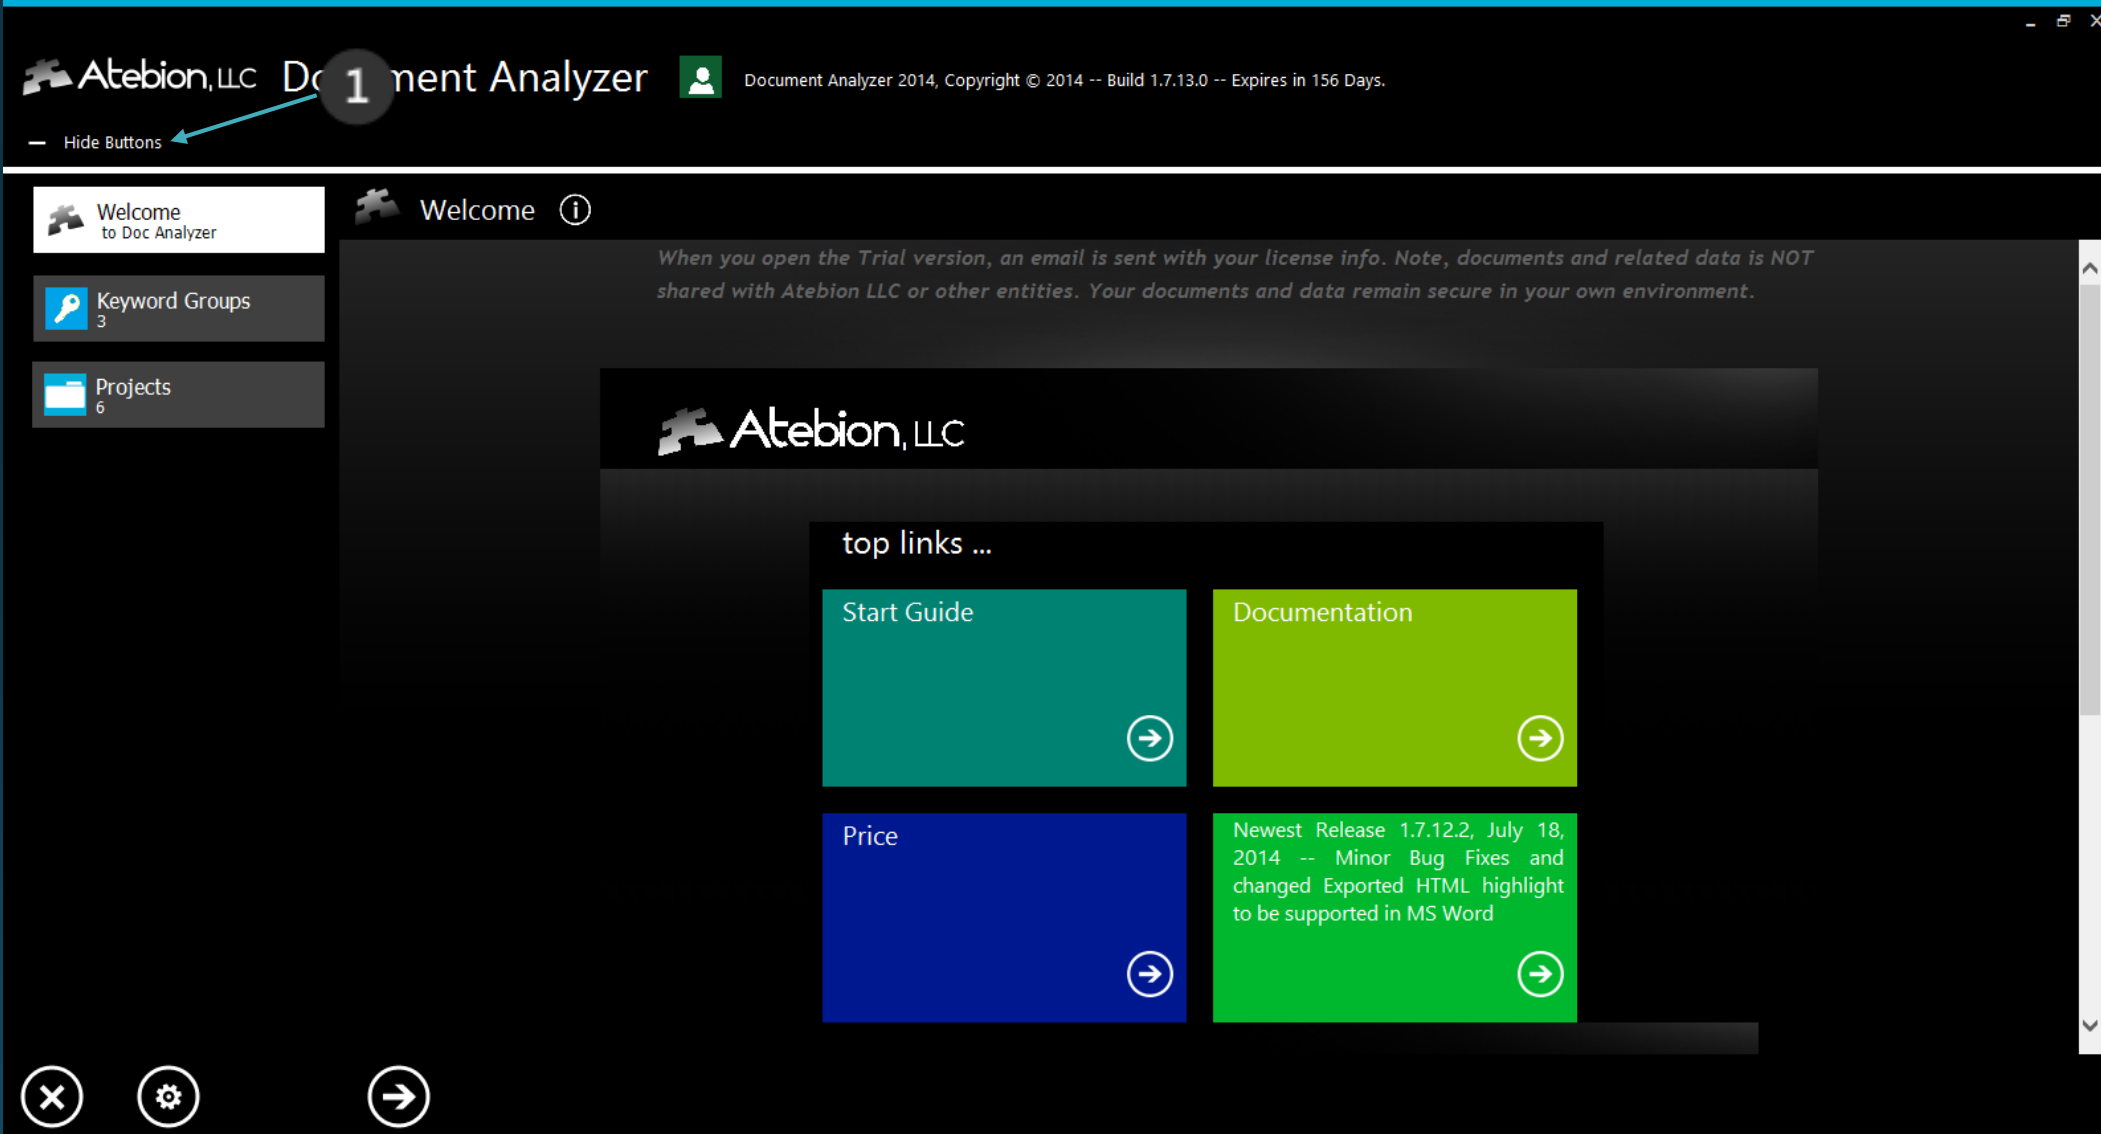 Atebion, LLC Do 1 ment Analyzer Document Analyzer 2014, Copyright © 2014 -- Build 1.7.13.0 -- Expires in 156 Days.
Hide Buttons
Welcome
to Doc Analyzer
Welcome
When you open the Trial version, an email is sent with your license info. Note, documents and related data is NOT
shared with Atebion LLC or other entities. Your documents and data remain secure in your own environment.
Keyword Groups
3
Projects
6
Atebion, LLC
top links ...
Start Guide
Documentation
Price
Newest Release 1.7.12.2, July 18,
2014 -- Minor Bug Fixes and
changed Exported HTML highlight
to be supported in MS Word